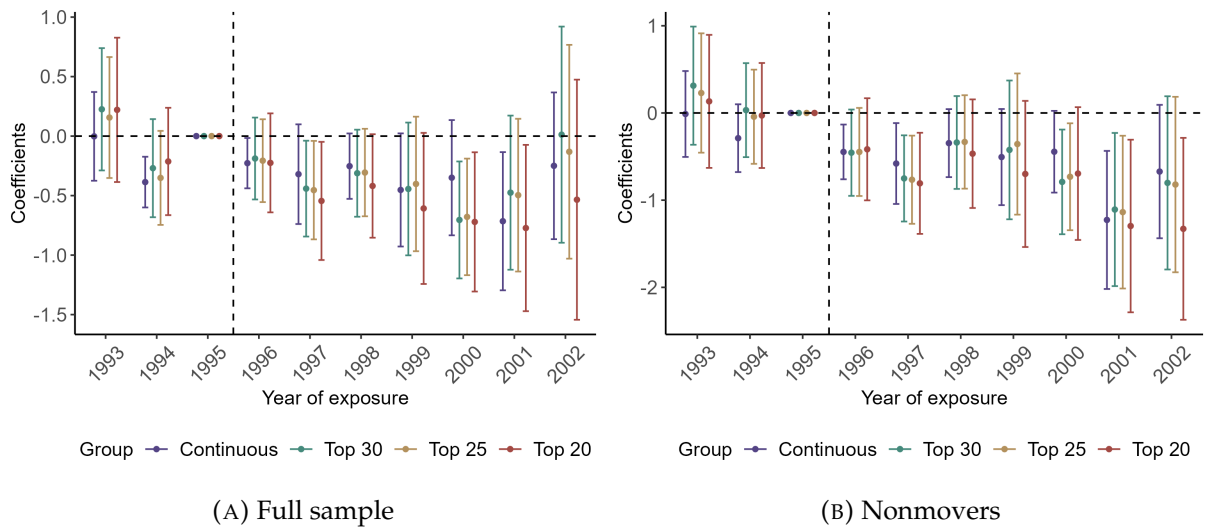 Coefficients
1.0
0.5
0.0
-0.5
-1.0
-1.5
1993 1994 1995 1996 1997 1998 1999 2000 2001 2002
Year of exposure
Group Continuous Top 30 Top 25 Top 20
(A) Full sample
Coefficients
1
0
-1
-2
1993 1994 1995 1996 1997 1998 1999 2000 2001 2002
Year of exposure
Group Continuous Top 30 Top 25 Top 20
(B) Nonmovers